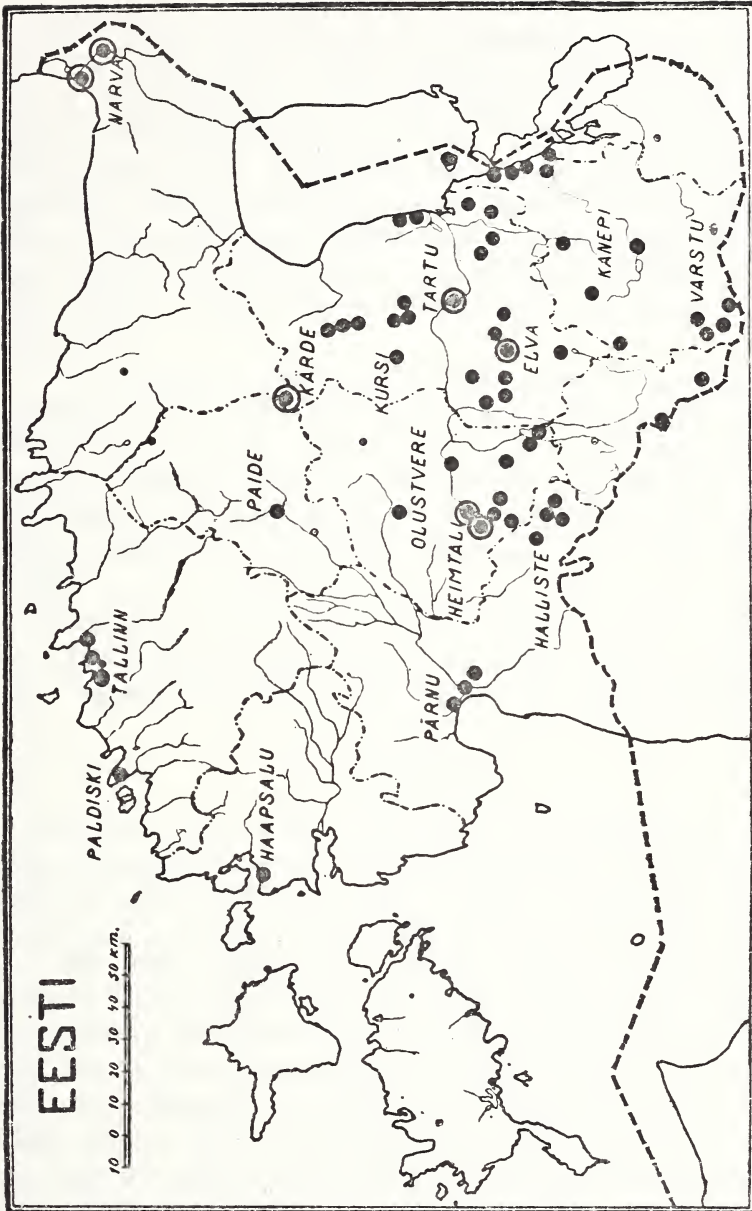 EESTI
10 0 10 20 30 40 50 km.
PALDISKI
TALLINN
NARVA
HAAPSALU
PAIDE
KÄRDE
PÄRNU
OLUSTVERE
KURSI
TARTU
HEIMTALI
ELVA
HALLISTE
KANEPI
VARSTU